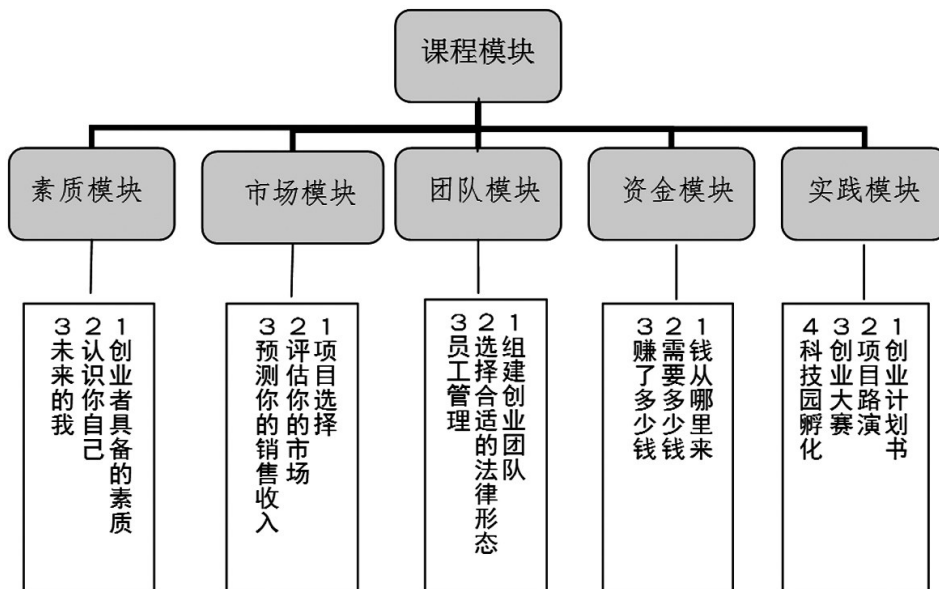 课程模块
素质模块
市场模块
团队模块
资金模块
实践模块
1创业者具备的素质
2认识你自己
3未来的我
1项目选择
2评估你的市场
3预测你的销售收入
1组建创业团队
2选择合适的法律形态
3员工管理
1钱从哪里来
2需要多少钱
3赚了多少钱
1创业计划书
2项目路演
3创业大赛
4科技园孵化